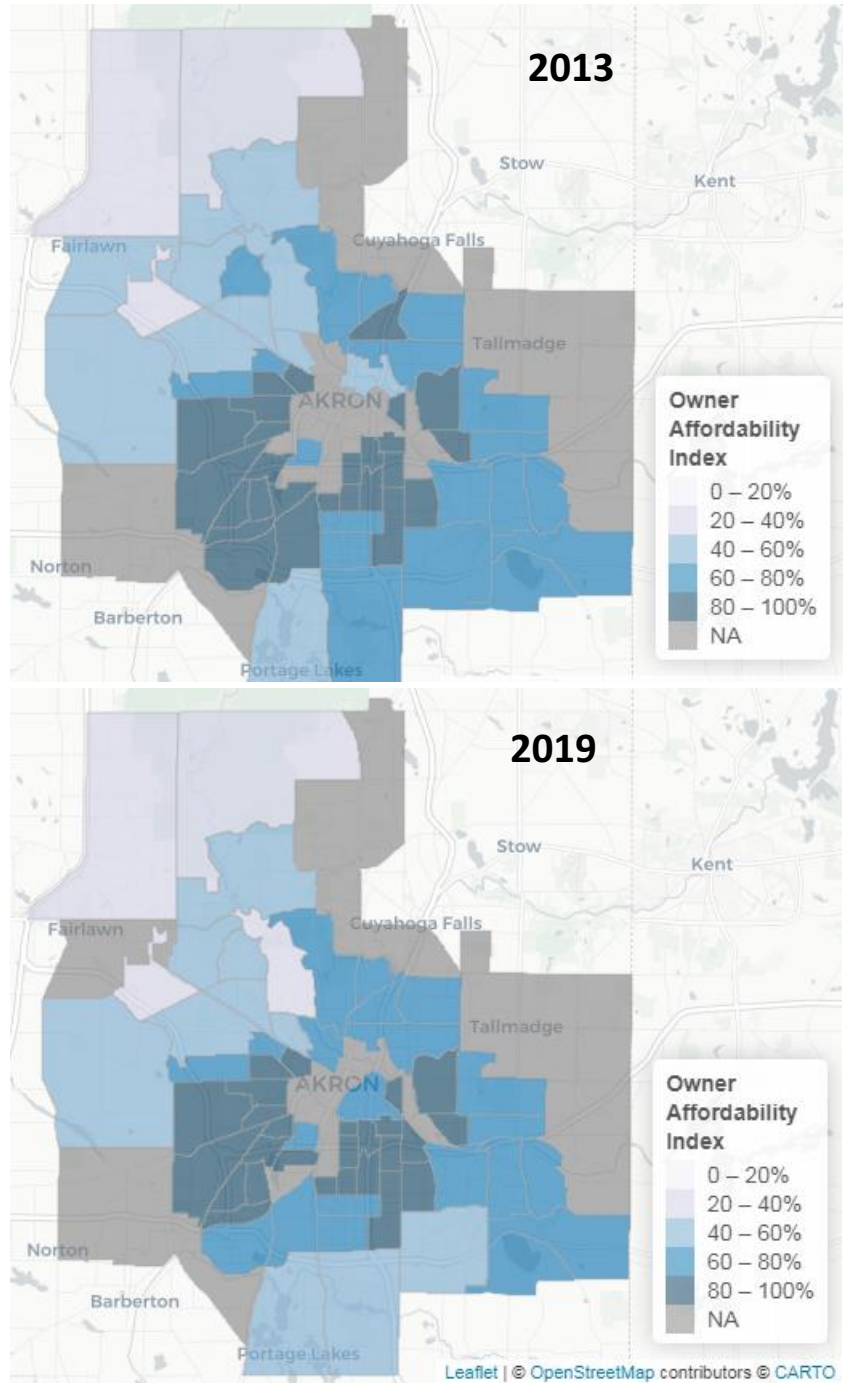 2013
Stow
Kent
Fairlawn
Cuyahoga Falls
Tallmadge
AKRON
Owner
Affordability
Index
0 – 20%
20 – 40%
40 – 60%
60 – 80%
80 – 100%
NA
Norton
Barberton
Portage Lakes
2019
Stow
Kent
Fairlawn
Cuyahoga Falls
Tallmadge
AKRON
Owner
Affordability
Index
0 – 20%
20 – 40%
40 – 60%
60 – 80%
80 – 100%
NA
Norton
Barberton
Portage Lakes
Leaflet | © OpenStreetMap contributors © CARTO